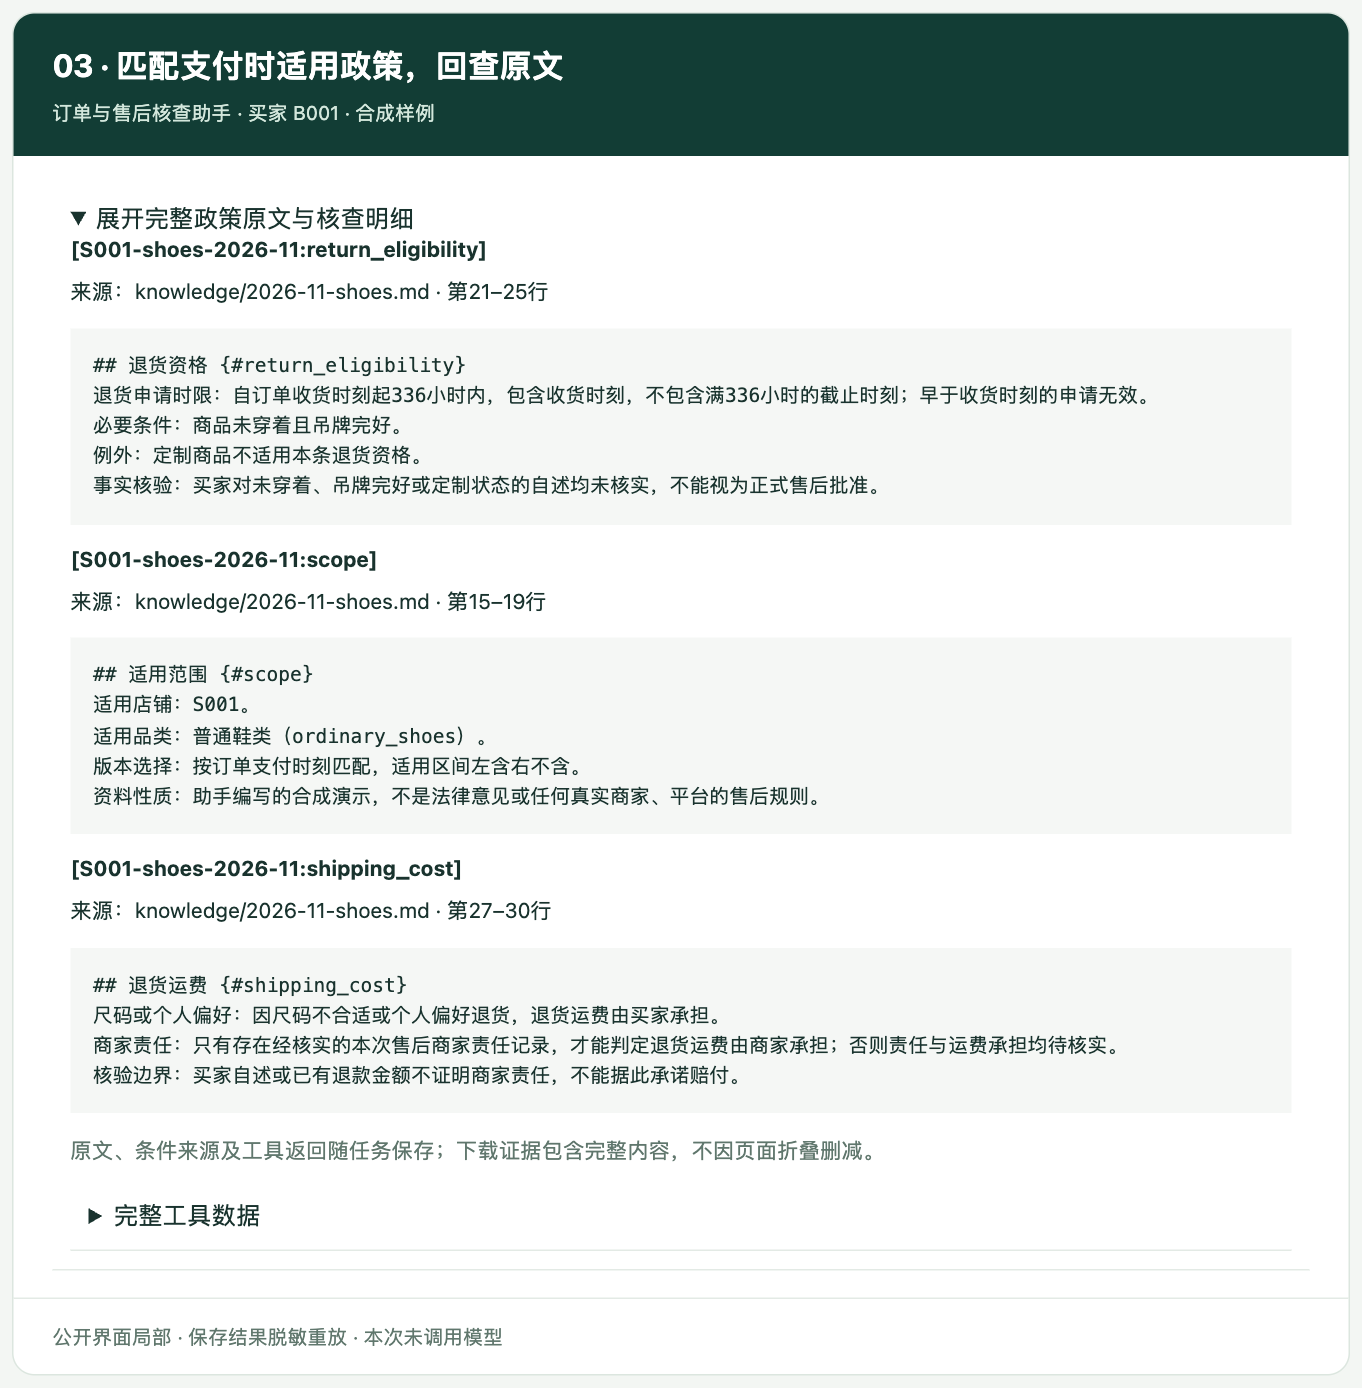 03 · 匹配支付时适用政策，回查原文
订单与售后核查助手 · 买家 B001 · 合成样例
▼ 展开完整政策原文与核查明细
[S001-shoes-2026-11:return_eligibility]
来源：knowledge/2026-11-shoes.md · 第21–25行
## 退货资格 {#return_eligibility}
退货申请时限：自订单收货时刻起336小时内，包含收货时刻，不包含满336小时的截止时刻；早于收货时刻的申请无效。
必要条件：商品未穿着且吊牌完好。
例外：定制商品不适用本条退货资格。
事实核验：买家对未穿着、吊牌完好或定制状态的自述均未核实，不能视为正式售后批准。
[S001-shoes-2026-11:scope]
来源：knowledge/2026-11-shoes.md · 第15–19行
## 适用范围 {#scope}
适用店铺：S001。
适用品类：普通鞋类（ordinary_shoes）。
版本选择：按订单支付时刻匹配，适用区间左含右不含。
资料性质：助手编写的合成演示，不是法律意见或任何真实商家、平台的售后规则。
[S001-shoes-2026-11:shipping_cost]
来源：knowledge/2026-11-shoes.md · 第27–30行
## 退货运费 {#shipping_cost}
尺码或个人偏好：因尺码不合适或个人偏好退货，退货运费由买家承担。
商家责任：只有存在经核实的本次售后商家责任记录，才能判定退货运费由商家承担；否则责任与运费承担均待核实。
核验边界：买家自述或已有退款金额不证明商家责任，不能据此承诺赔付。
原文、条件来源及工具返回随任务保存；下载证据包含完整内容，不因页面折叠删减。
▶ 完整工具数据
公开界面局部 · 保存结果脱敏重放 · 本次未调用模型